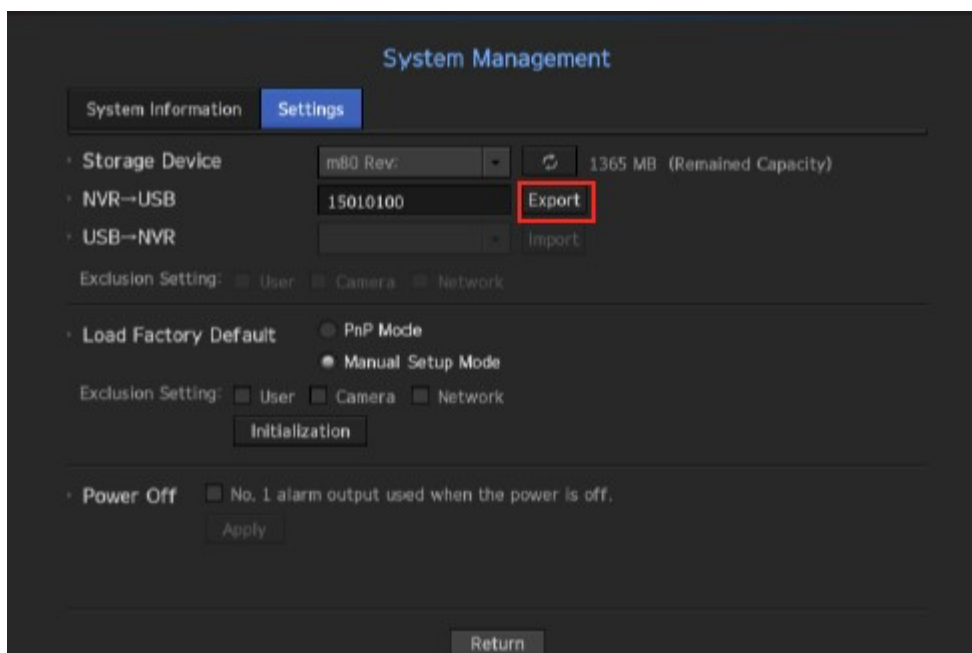 System Management
System Information Settings
Storage Device m80 Rev: 1365 MB (Remained Capacity)
NVR→USB 15010100 Export
USB→NVR Import
Exclusion Setting: User Camera Network
Load Factory Default PnP Mode
Manual Setup Mode
Exclusion Setting: User Camera Network
Initialization
Power Off No. 1 alarm output used when the power is off.
Apply
Return